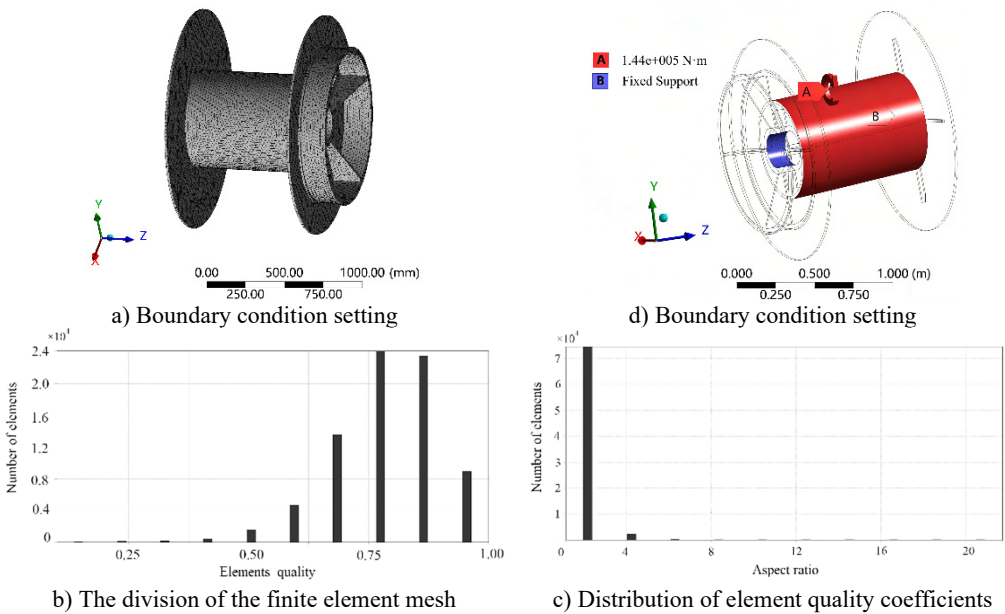 Y
Z
X
0.00 500.00 1000.00 (mm)
250.00 750.00
a) Boundary condition setting
A 1.44e+005 N·m
B Fixed Support
A
B
Y
X
Z
0.000 0.500 1.000 (m)
0.250 0.750
d) Boundary condition setting
×10⁴
2.4
2.0
1.6
1.2
0.8
0.4
0
Number of elements
0.25 0.50 0.75 1.00
Elements quality
b) The division of the finite element mesh
×10⁴
7
6
5
4
3
2
1
Number of elements
0 4 8 12 16 20
Aspect ratio
c) Distribution of element quality coefficients